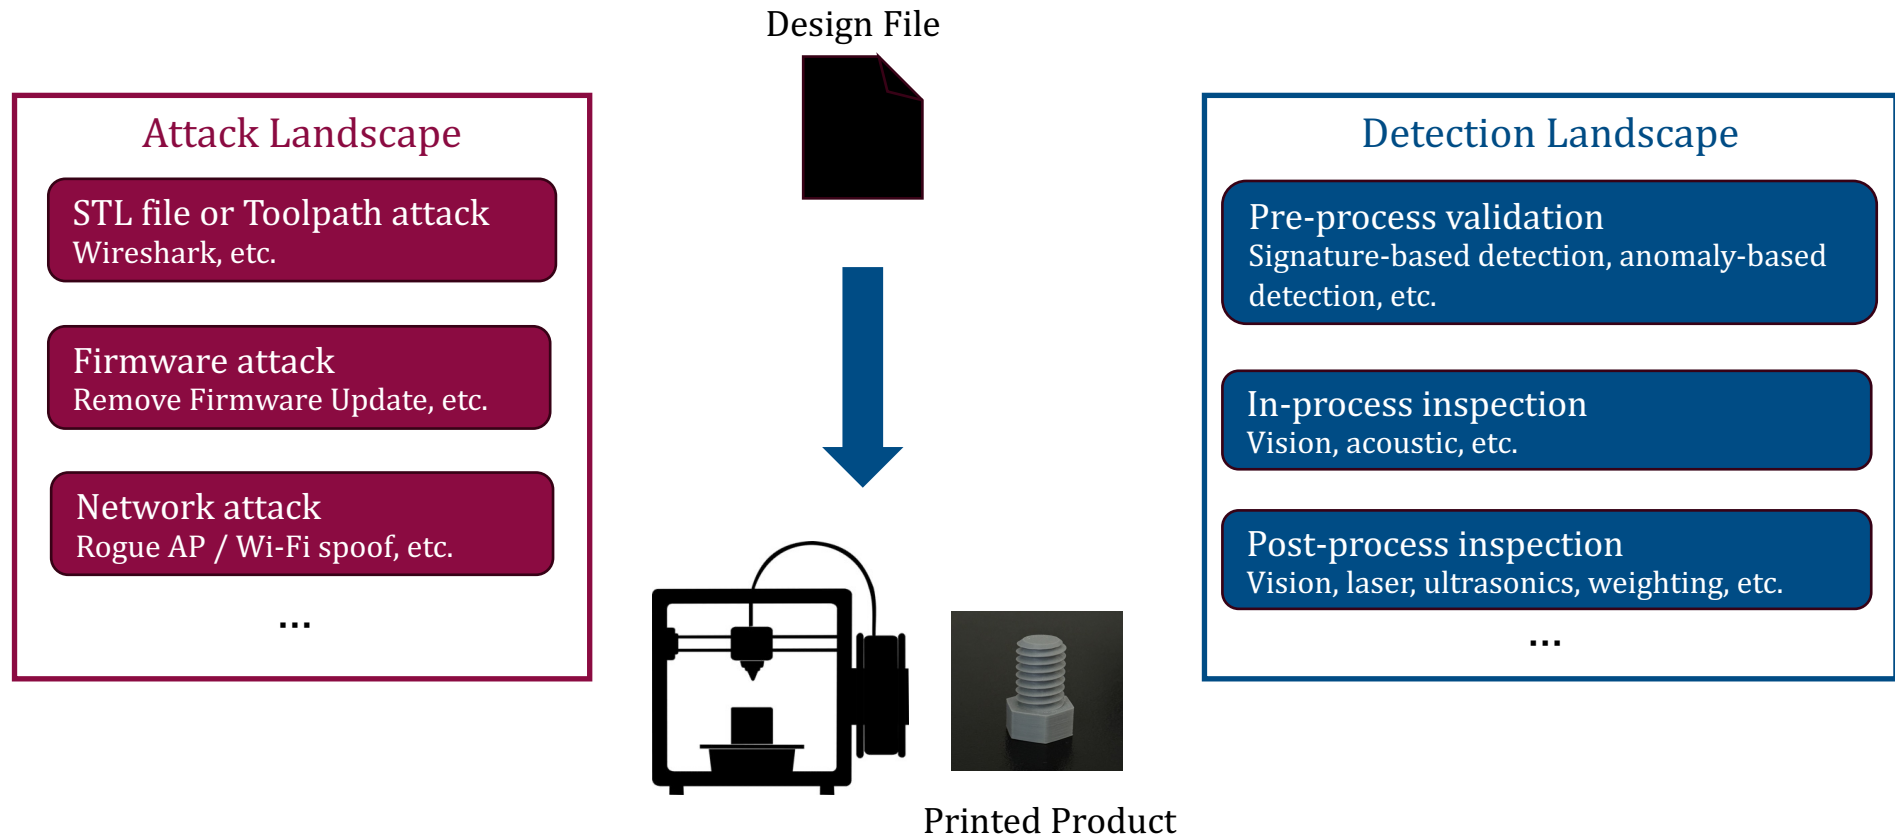 Design File
Attack Landscape
STL file or Toolpath attack
Wireshark, etc.
Firmware attack
Remove Firmware Update, etc.
Network attack
Rogue AP / Wi-Fi spoof, etc.
...
Detection Landscape
Pre-process validation
Signature-based detection, anomaly-based
detection, etc.
In-process inspection
Vision, acoustic, etc.
Post-process inspection
Vision, laser, ultrasonics, weighting, etc.
...
Printed Product